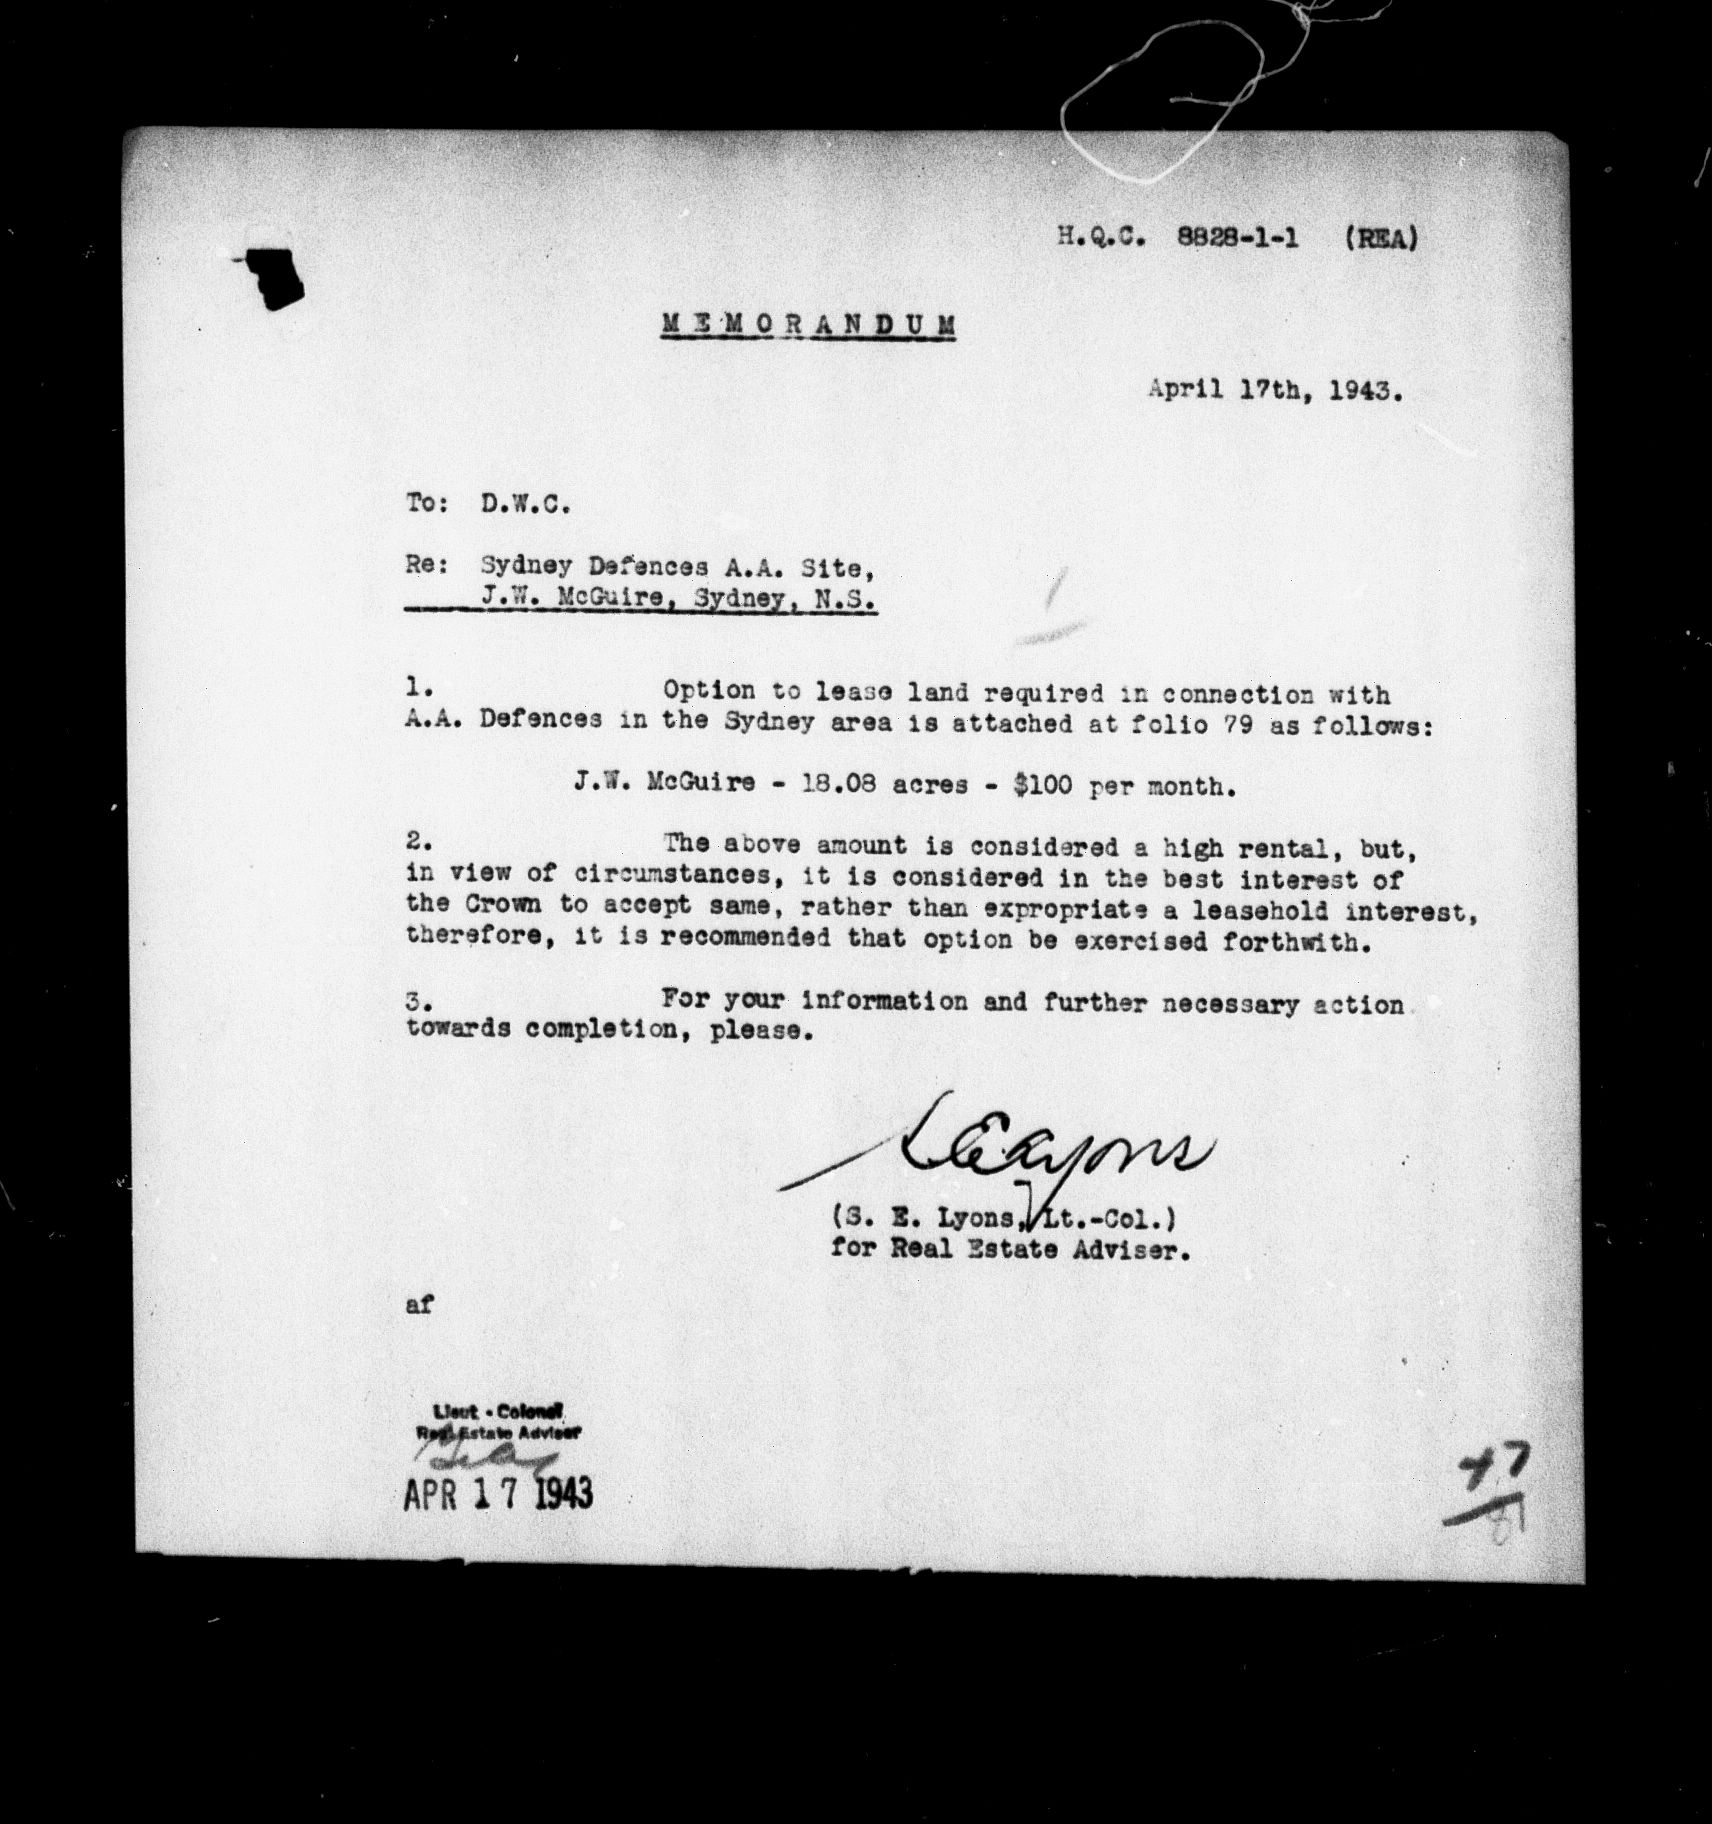 H.Q.C. 8828-1-1 (REA)
MEMORANDUM
April 17th, 1943.
To: D.W.C.
Re: Sydney Defences A.A. Site,
J.W. McGuire, Sydney, N.S.
1. Option to lease land required in connection with
A.A. Defences in the Sydney area is attached at folio 79 as follows:
J.W. McGuire - 18.08 acres - $100 per month.
2. The above amount is considered a high rental, but,
in view of circumstances, it is considered in the best interest of
the Crown to accept same, rather than expropriate a leasehold interest,
therefore, it is recommended that option be exercised forthwith.
3. For your information and further necessary action
towards completion, please.
SELyons
(S. E. Lyons, Lt.-Col.)
for Real Estate Adviser.
af
Lieut - Colonel
Real Estate Adviser
APR 17 1943
47
81